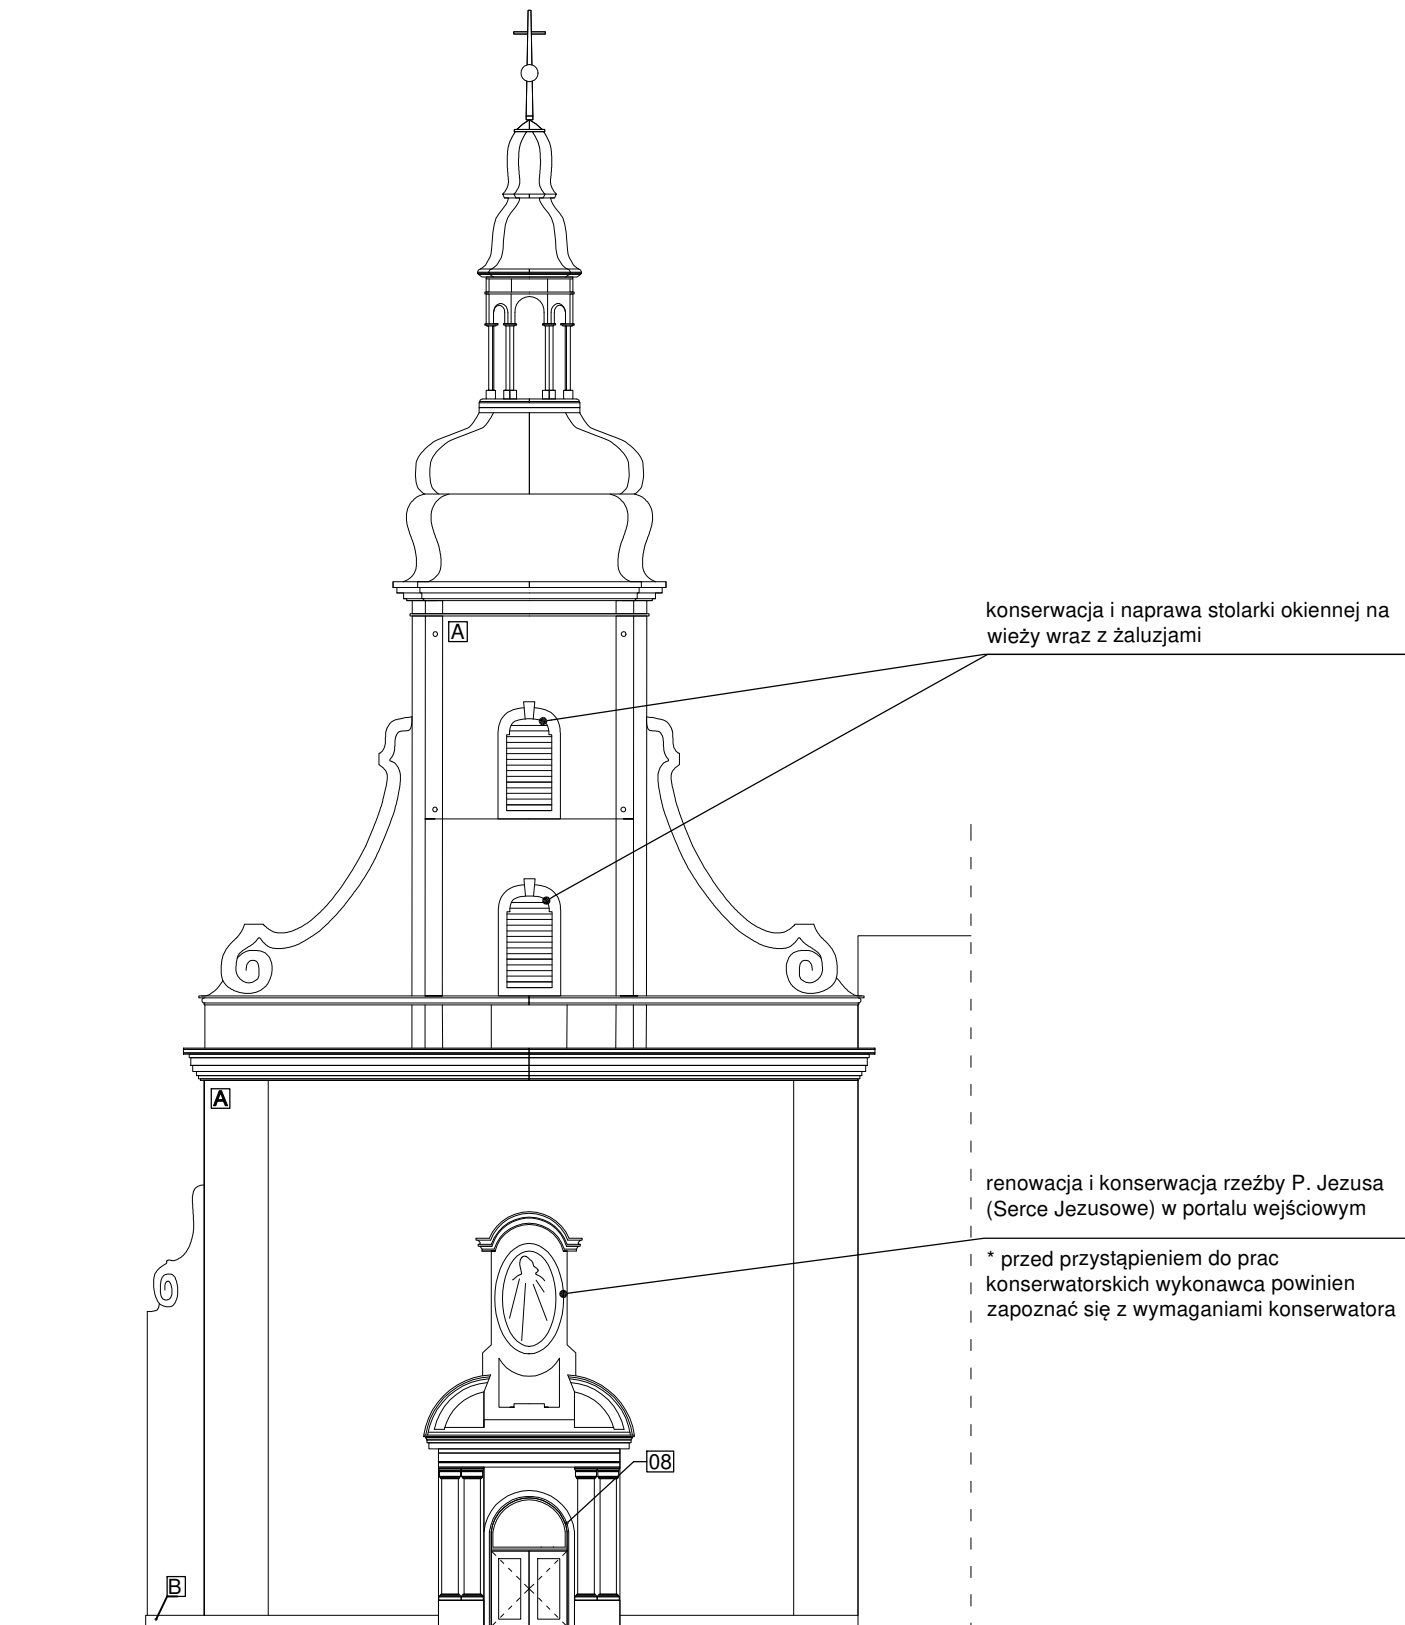 konserwacja i naprawa stolarki okiennej na
wieży wraz z żaluzjami
A
A
renowacja i konserwacja rzeźby P. Jezusa
(Serce Jezusowe) w portalu wejściowym
* przed przystąpieniem do prac
konserwatorskich wykonawca powinien
zapoznać się z wymaganiami konserwatora
08
B